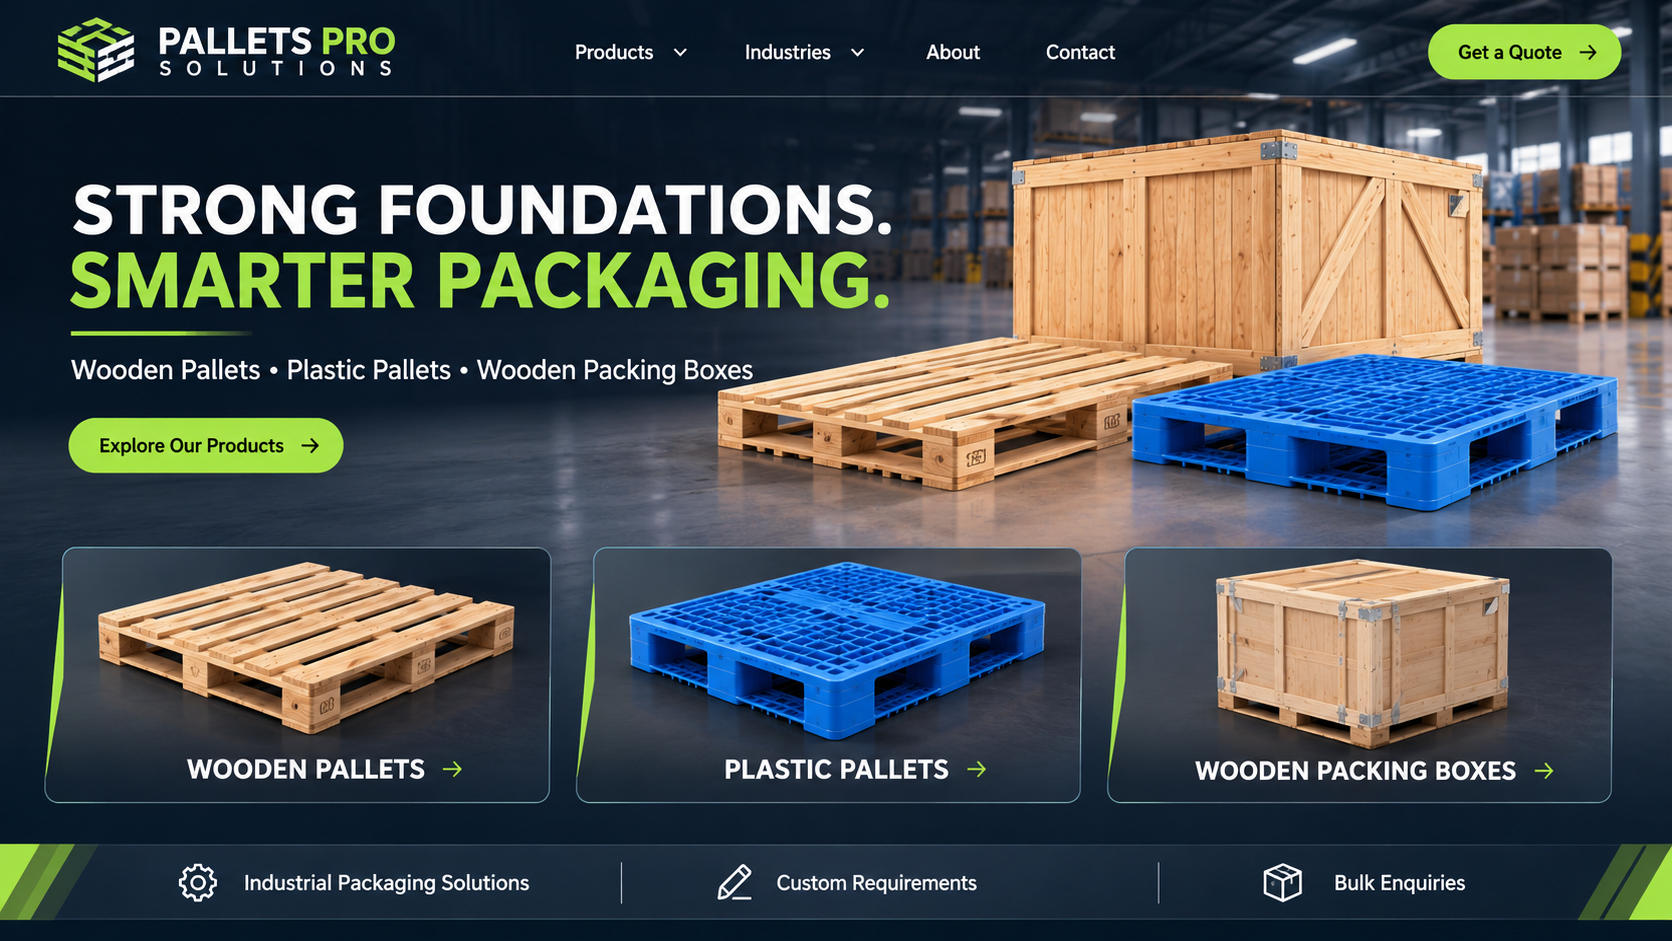 PALLETS PRO
SOLUTIONS
Products
Industries
About
Contact
Get a Quote
STRONG FOUNDATIONS.
SMARTER PACKAGING.
Wooden Pallets • Plastic Pallets • Wooden Packing Boxes
Explore Our Products
WOODEN PALLETS
PLASTIC PALLETS
WOODEN PACKING BOXES
Industrial Packaging Solutions
Custom Requirements
Bulk Enquiries